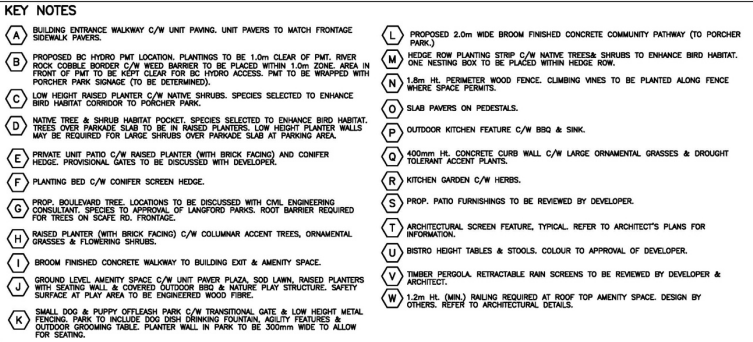 KEY NOTES
A
BUILDING ENTRANCE WALKWAY C/W UNIT PAVING. UNIT PAVERS TO MATCH FRONTAGE
SIDEWALK PAVERS.
B
PROPOSED BC HYDRO PMT LOCATION. PLANTINGS TO BE 1.0m CLEAR OF PMT. RIVER
ROCK COBBLE BORDER C/W WEED BARRIER TO BE PLACED WITHIN 1.0m ZONE. AREA IN
FRONT OF PMT TO BE KEPT CLEAR FOR BC HYDRO ACCESS. PMT TO BE WRAPPED WITH
PORCHER PARK SIGNAGE (TO BE DETERMINED).
C
LOW HEIGHT RAISED PLANTER C/W NATIVE SHRUBS. SPECIES SELECTED TO ENHANCE
BIRD HABITAT CORRIDOR TO PORCHER PARK.
D
NATIVE TREE & SHRUB HABITAT POCKET. SPECIES SELECTED TO ENHANCE BIRD HABITAT.
TREES OVER PARKADE SLAB TO BE IN RAISED PLANTERS. LOW HEIGHT PLANTER WALLS
MAY BE REQUIRED FOR LARGE SHRUBS OVER PARKADE SLAB AT PARKING AREA.
E
PRIVATE UNIT PATIO C/W RAISED PLANTER (WITH BRICK FACING) AND CONIFER
HEDGE. PROVISIONAL GATES TO BE DISCUSSED WITH DEVELOPER.
F
PLANTING BED C/W CONIFER SCREEN HEDGE.
G
PROP. BOULEVARD TREE. LOCATIONS TO BE DISCUSSED WITH CIVIL ENGINEERING
CONSULTANT. SPECIES TO APPROVAL OF LANGFORD PARKS. ROOT BARRIER REQUIRED
FOR TREES ON SCAFE RD. FRONTAGE.
H
RAISED PLANTER (WITH BRICK FACING) C/W COLUMNAR ACCENT TREES, ORNAMENTAL
GRASSES & FLOWERING SHRUBS.
I
BROOM FINISHED CONCRETE WALKWAY TO BUILDING EXIT & AMENITY SPACE.
J
GROUND LEVEL AMENITY SPACE C/W UNIT PAVER PLAZA, SOD LAWN, RAISED PLANTERS
WITH SEATING WALL & COVERED OUTDOOR BBQ & NATURE PLAY STRUCTURE. SAFETY
SURFACE AT PLAY AREA TO BE ENGINEERED WOOD FIBRE.
K
SMALL DOG & PUPPY OFFLEASH PARK C/W TRANSITIONAL GATE & LOW HEIGHT METAL
FENCING. PARK TO INCLUDE DOG DISH DRINKING FOUNTAIN, AGILITY FEATURES &
OUTDOOR GROOMING TABLE. PLANTER WALL IN PARK TO BE 300mm WIDE TO ALLOW
FOR SEATING.
L
PROPOSED 2.0m WIDE BROOM FINISHED CONCRETE COMMUNITY PATHWAY (TO PORCHER
PARK.)
M
HEDGE ROW PLANTING STRIP C/W NATIVE TREES& SHRUBS TO ENHANCE BIRD HABITAT.
ONE NESTING BOX TO BE PLACED WITHIN HEDGE ROW.
N
1.8m Ht. PERIMETER WOOD FENCE. CLIMBING VINES TO BE PLANTED ALONG FENCE
WHERE SPACE PERMITS.
O
SLAB PAVERS ON PEDESTALS.
P
OUTDOOR KITCHEN FEATURE C/W BBQ & SINK.
Q
400mm Ht. CONCRETE CURB WALL C/W LARGE ORNAMENTAL GRASSES & DROUGHT
TOLERANT ACCENT PLANTS.
R
KITCHEN GARDEN C/W HERBS.
S
PROP. PATIO FURNISHINGS TO BE REVIEWED BY DEVELOPER.
T
ARCHITECTURAL SCREEN FEATURE, TYPICAL. REFER TO ARCHITECT'S PLANS FOR
INFORMATION.
U
BISTRO HEIGHT TABLES & STOOLS. COLOUR TO APPROVAL OF DEVELOPER.
V
TIMBER PERGOLA. RETRACTABLE RAIN SCREENS TO BE REVIEWED BY DEVELOPER &
ARCHITECT.
W
1.2m Ht. (MIN.) RAILING REQUIRED AT ROOF TOP AMENITY SPACE. DESIGN BY
OTHERS. REFER TO ARCHITECTURAL DETAILS.